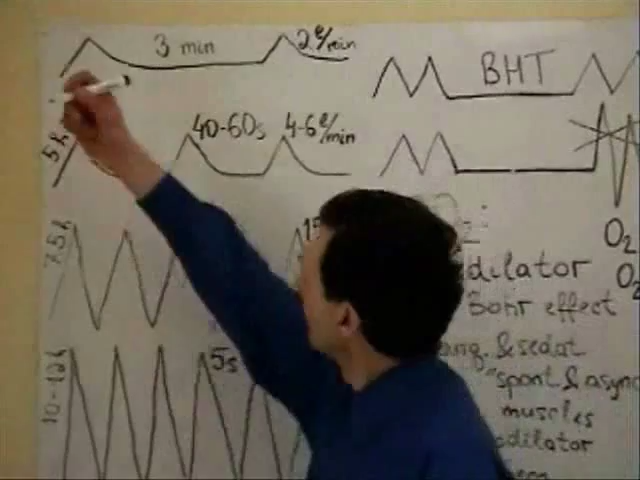 3 min
2 ℓ/min
BHT
5 ℓ
40-60s
4-6 ℓ/min
7.5 ℓ
15
O₂
dilator
O₂
Bohr effect
& sedat
"spont & async
muscles
dilator
10-12 ℓ
5s